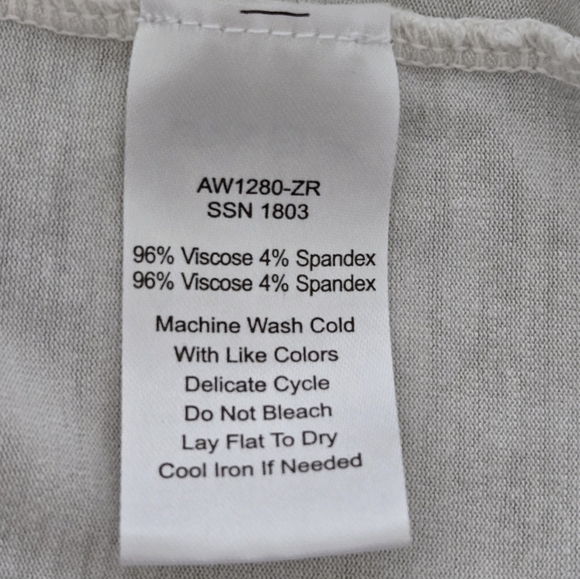 AW1280-ZR
SSN 1803
96% Viscose 4% Spandex
96% Viscose 4% Spandex
Machine Wash Cold
With Like Colors
Delicate Cycle
Do Not Bleach
Lay Flat To Dry
Cool Iron If Needed